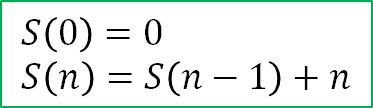 S(0) = 0
S(n) = S(n − 1) + n